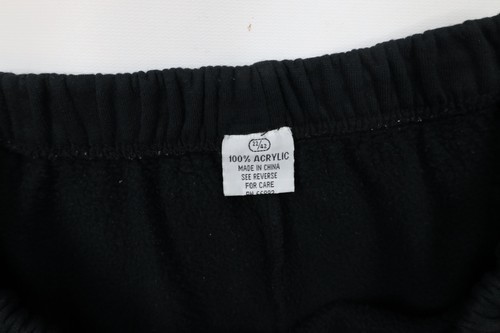 100% ACRYLIC
MADE IN CHINA
SEE REVERSE
FOR CARE